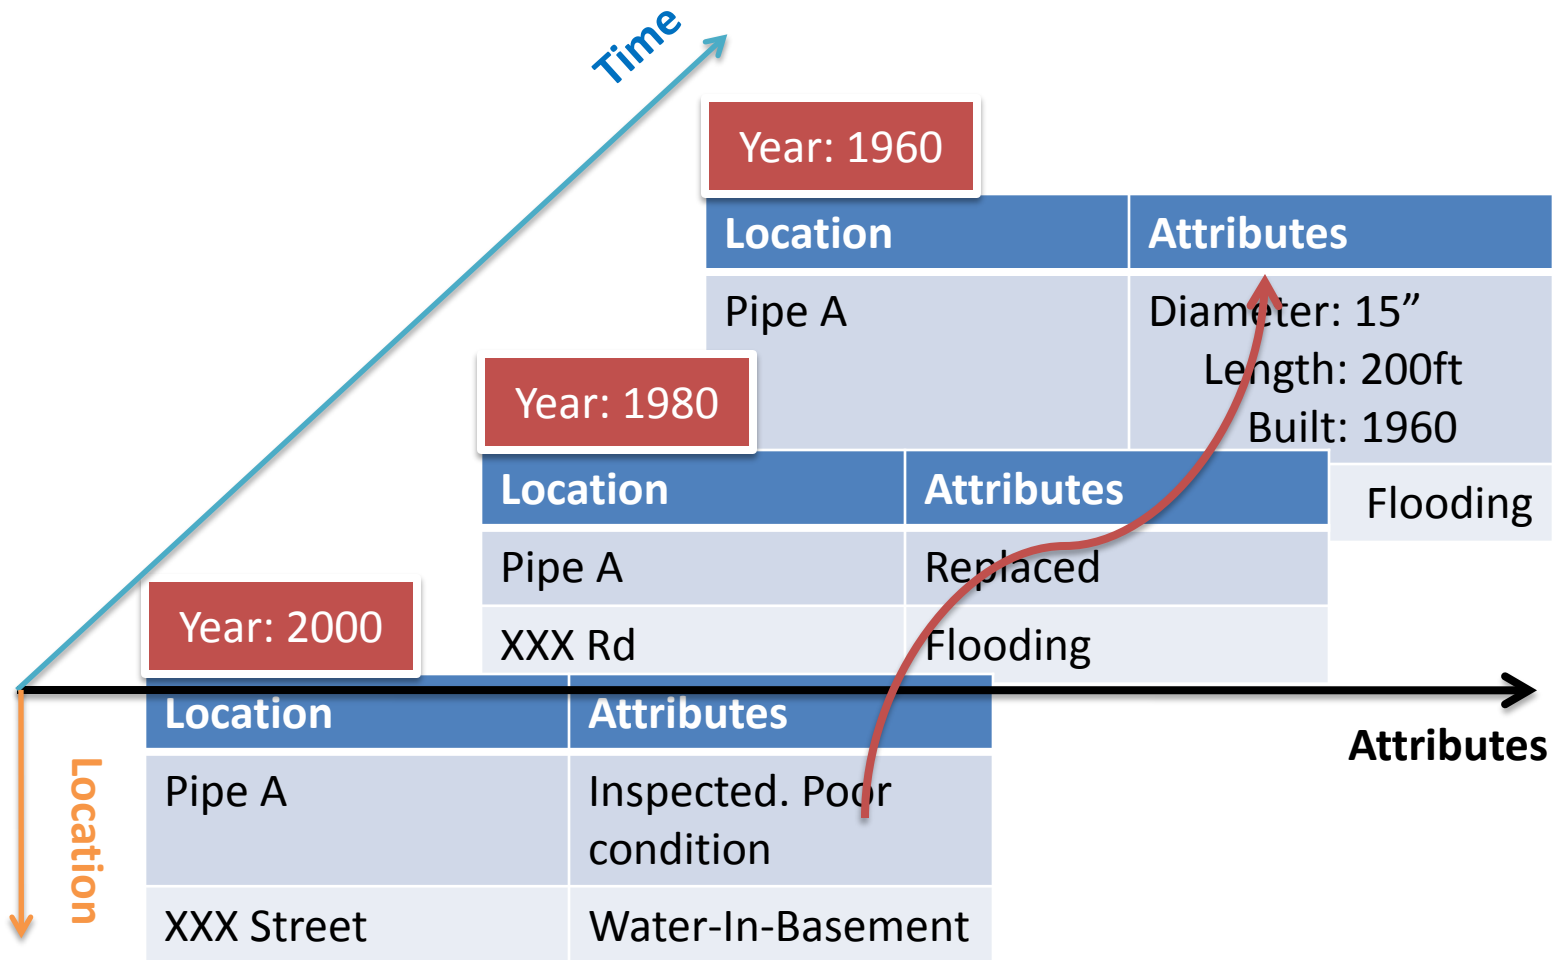 Time
Year: 1960
Location Attributes
Pipe A Diameter: 15”
Length: 200ft
Built: 1960
Flooding
Year: 1980
Location Attributes
Pipe A Replaced
XXX Rd Flooding
Year: 2000
Location Attributes
Pipe A Inspected. Poor
condition
XXX Street Water-In-Basement
Attributes
Location